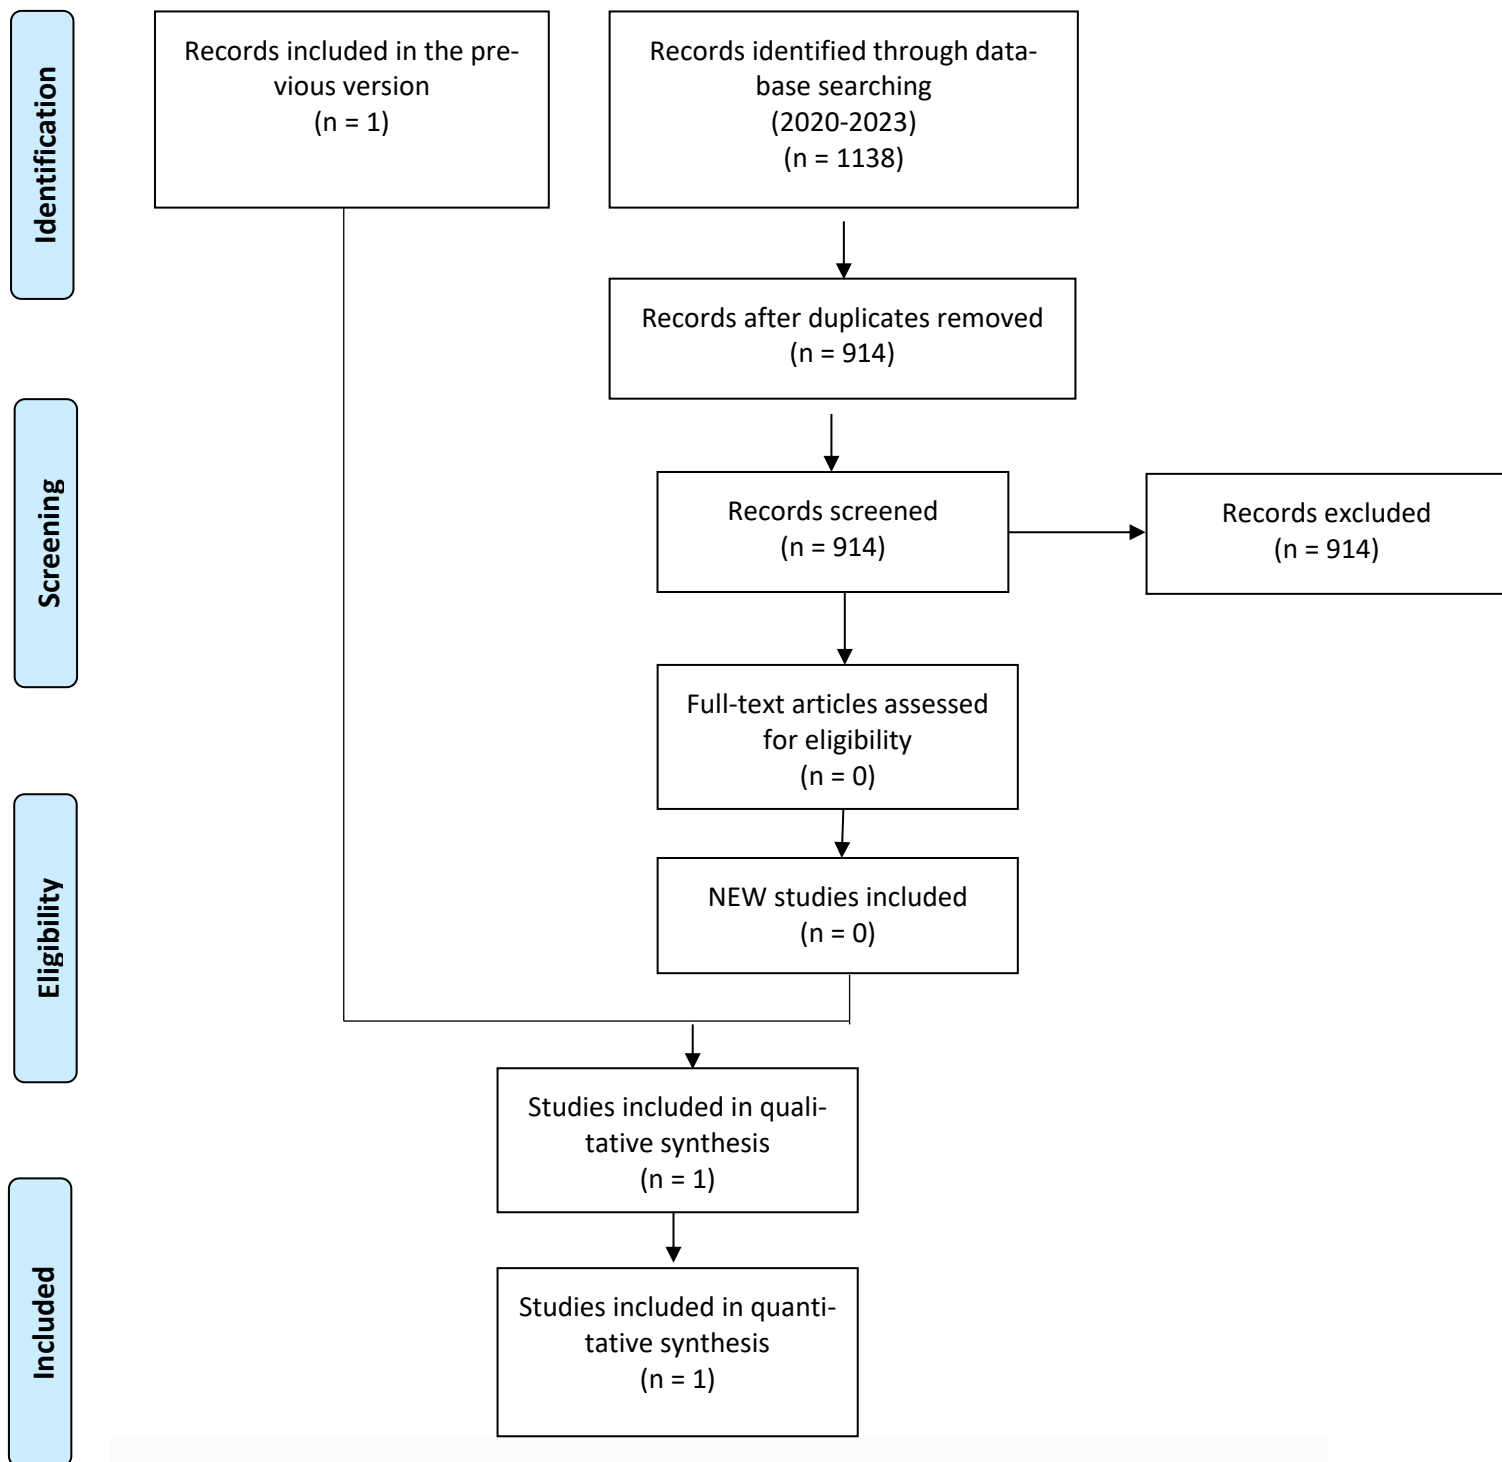 Identification
Records included in the pre-
vious version
(n = 1)
Records identified through data-
base searching
(2020-2023)
(n = 1138)
Records after duplicates removed
(n = 914)
Screening
Records screened
(n = 914)
Records excluded
(n = 914)
Full-text articles assessed
for eligibility
(n = 0)
Eligibility
NEW studies included
(n = 0)
Studies included in quali-
tative synthesis
(n = 1)
Included
Studies included in quanti-
tative synthesis
(n = 1)